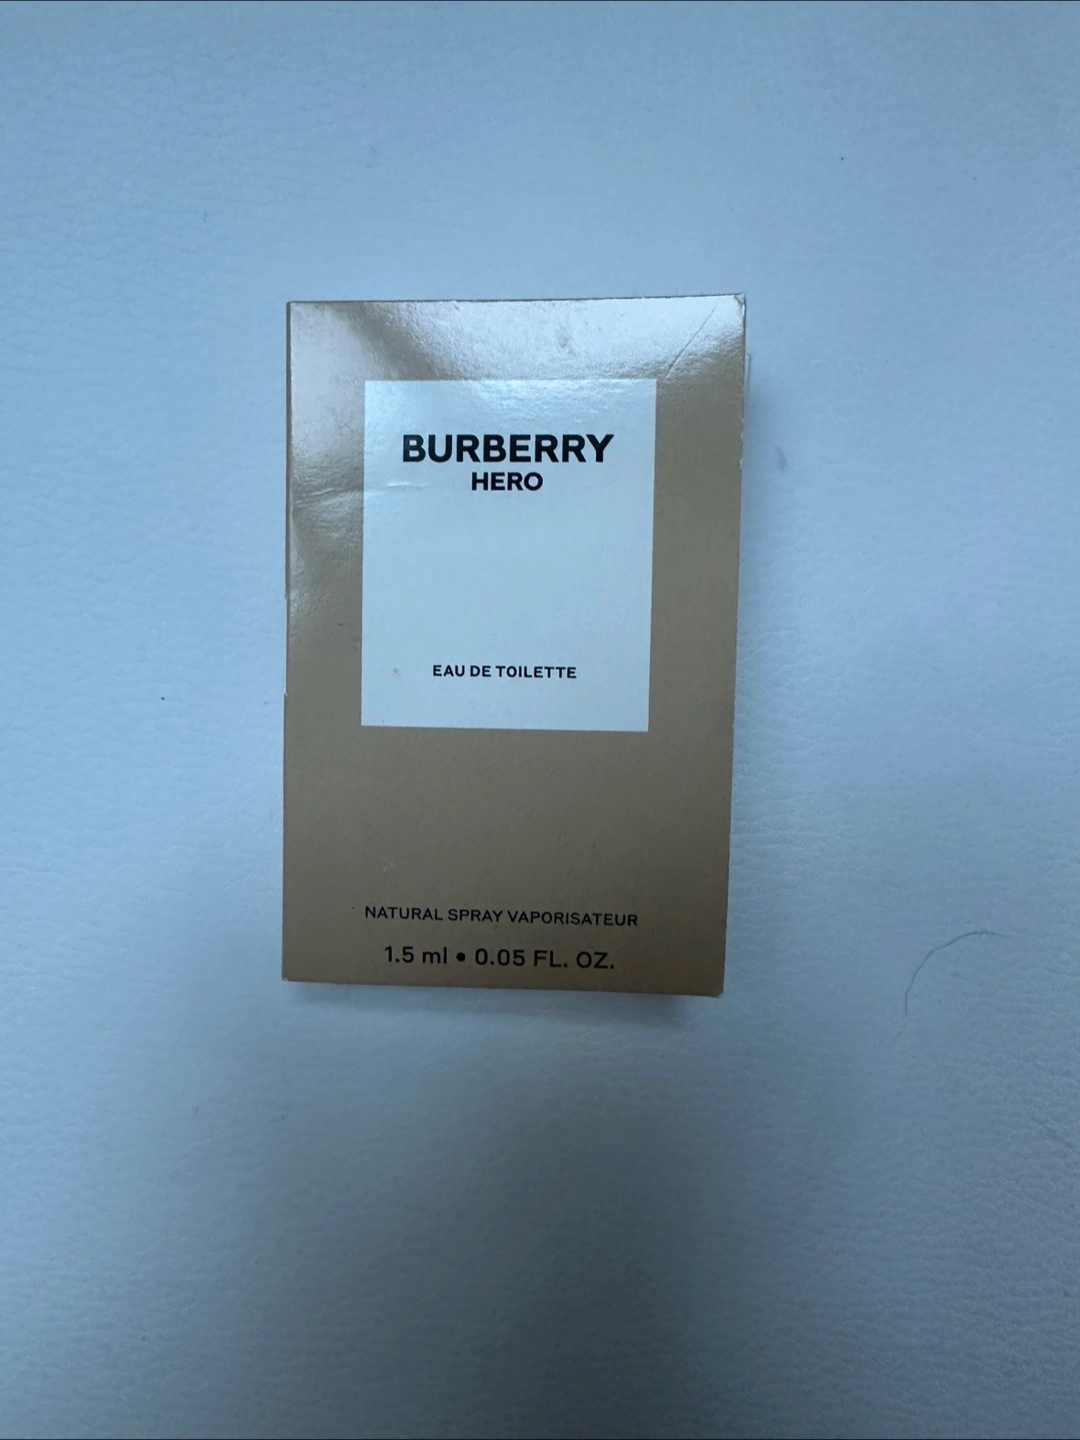 BURBERRY
HERO
EAU DE TOILETTE
NATURAL SPRAY VAPORISATEUR
1.5 ml • 0.05 FL. OZ.